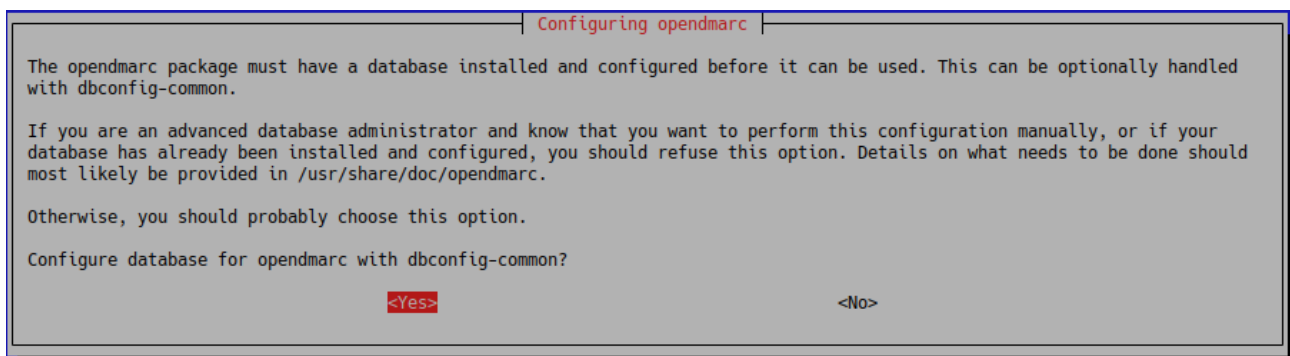 Configuring opendmarc
The opendmarc package must have a database installed and configured before it can be used. This can be optionally handled
with dbconfig-common.
If you are an advanced database administrator and know that you want to perform this configuration manually, or if your
database has already been installed and configured, you should refuse this option. Details on what needs to be done should
most likely be provided in /usr/share/doc/opendmarc.
Otherwise, you should probably choose this option.
Configure database for opendmarc with dbconfig-common?
<Yes> <No>